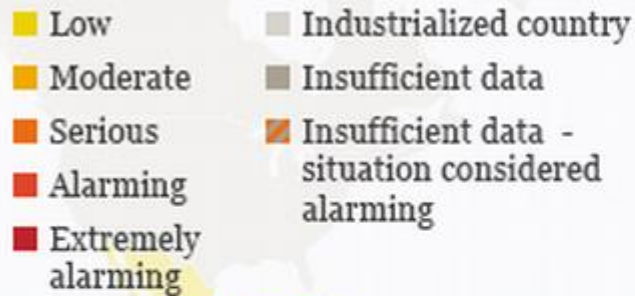 Low
Moderate
Serious
Alarming
Extremely
alarming
Industrialized country
Insufficient data
Insufficient data -
situation considered
alarming